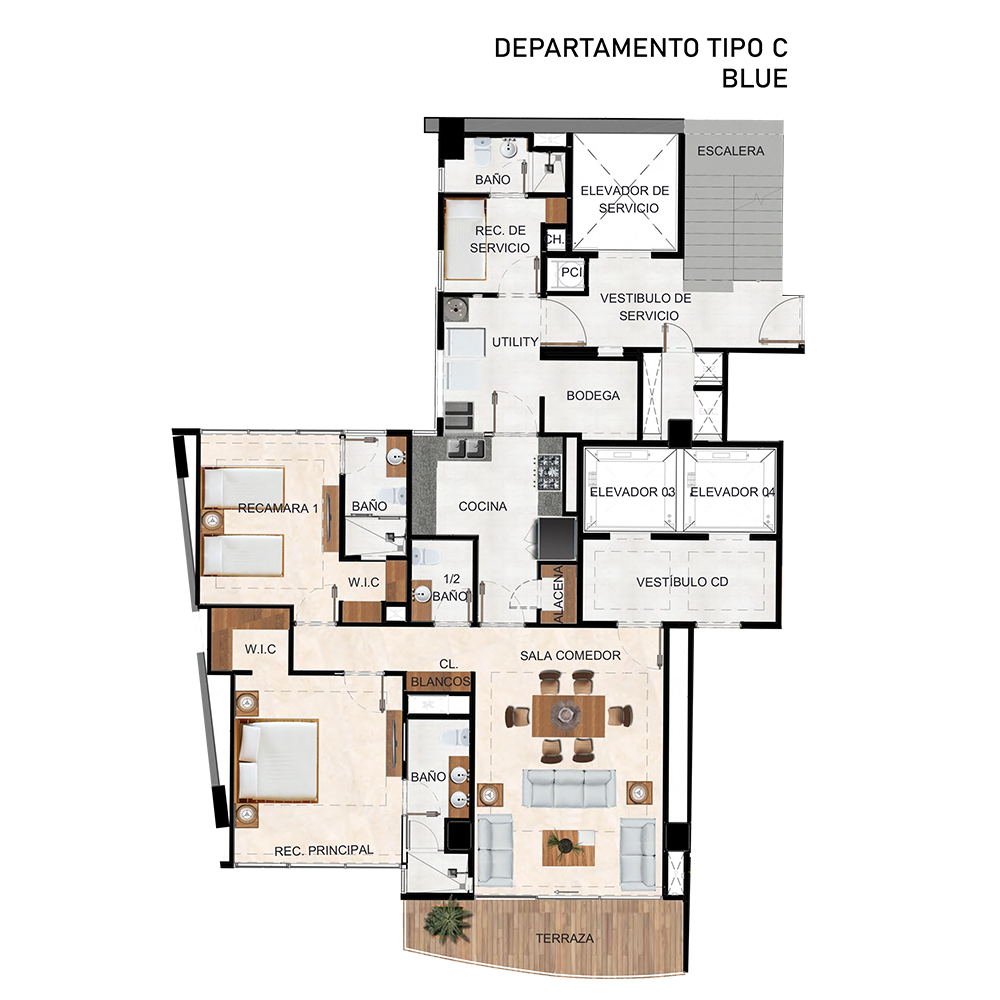 DEPARTAMENTO TIPO C
BLUE
ESCALERA
BAÑO
ELEVADOR DE
SERVICIO
REC. DE
SERVICIO
CH.
PCI
VESTIBULO DE
SERVICIO
UTILITY
BODEGA
RECAMARA 1
BAÑO
COCINA
ELEVADOR 03
ELEVADOR 04
W.I.C
1/2
BAÑO
ALACENA
VESTÍBULO CD
W.I.C
CL.
BLANCOS
SALA COMEDOR
BAÑO
REC. PRINCIPAL
TERRAZA